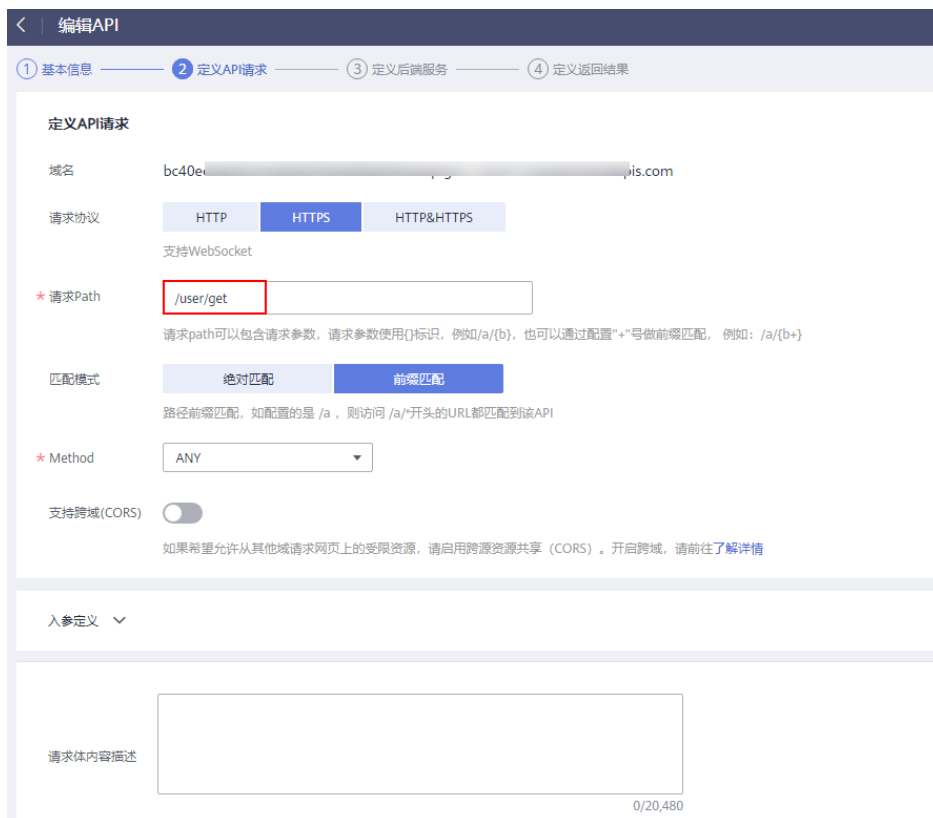 编辑API
1 基本信息 2 定义API请求 3 定义后端服务 4 定义返回结果
定义API请求
域名 bc40e is.com
请求协议 HTTP HTTPS HTTP&HTTPS
支持WebSocket
* 请求Path /user/get
请求path可以包含请求参数，请求参数使用{}标识，例如/a/{b}，也可以通过配置"+"号做前缀匹配， 例如：/a/{b+}
匹配模式 绝对匹配 前缀匹配
路径前缀匹配，如配置的是 /a ，则访问 /a/*开头的URL都匹配到该API
* Method ANY
支持跨域(CORS)
如果希望允许从其他域请求网页上的受限资源，请启用跨源资源共享（CORS）。开启跨域，请前往了解详情
入参定义
请求体内容描述
0/20,480